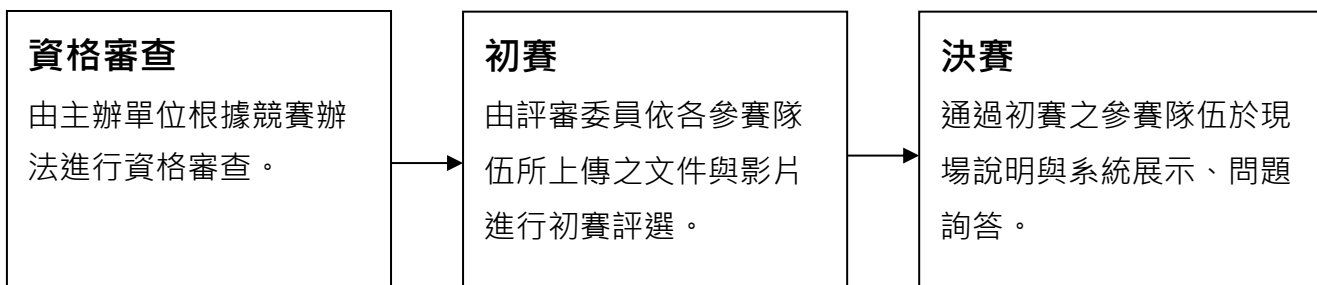 資格審查
由主辦單位根據競賽辦
法進行資格審查。
初賽
由評審委員依各參賽隊
伍所上傳之文件與影片
進行初賽評選。
決賽
通過初賽之參賽隊伍於現
場說明與系統展示、問題
詢答。